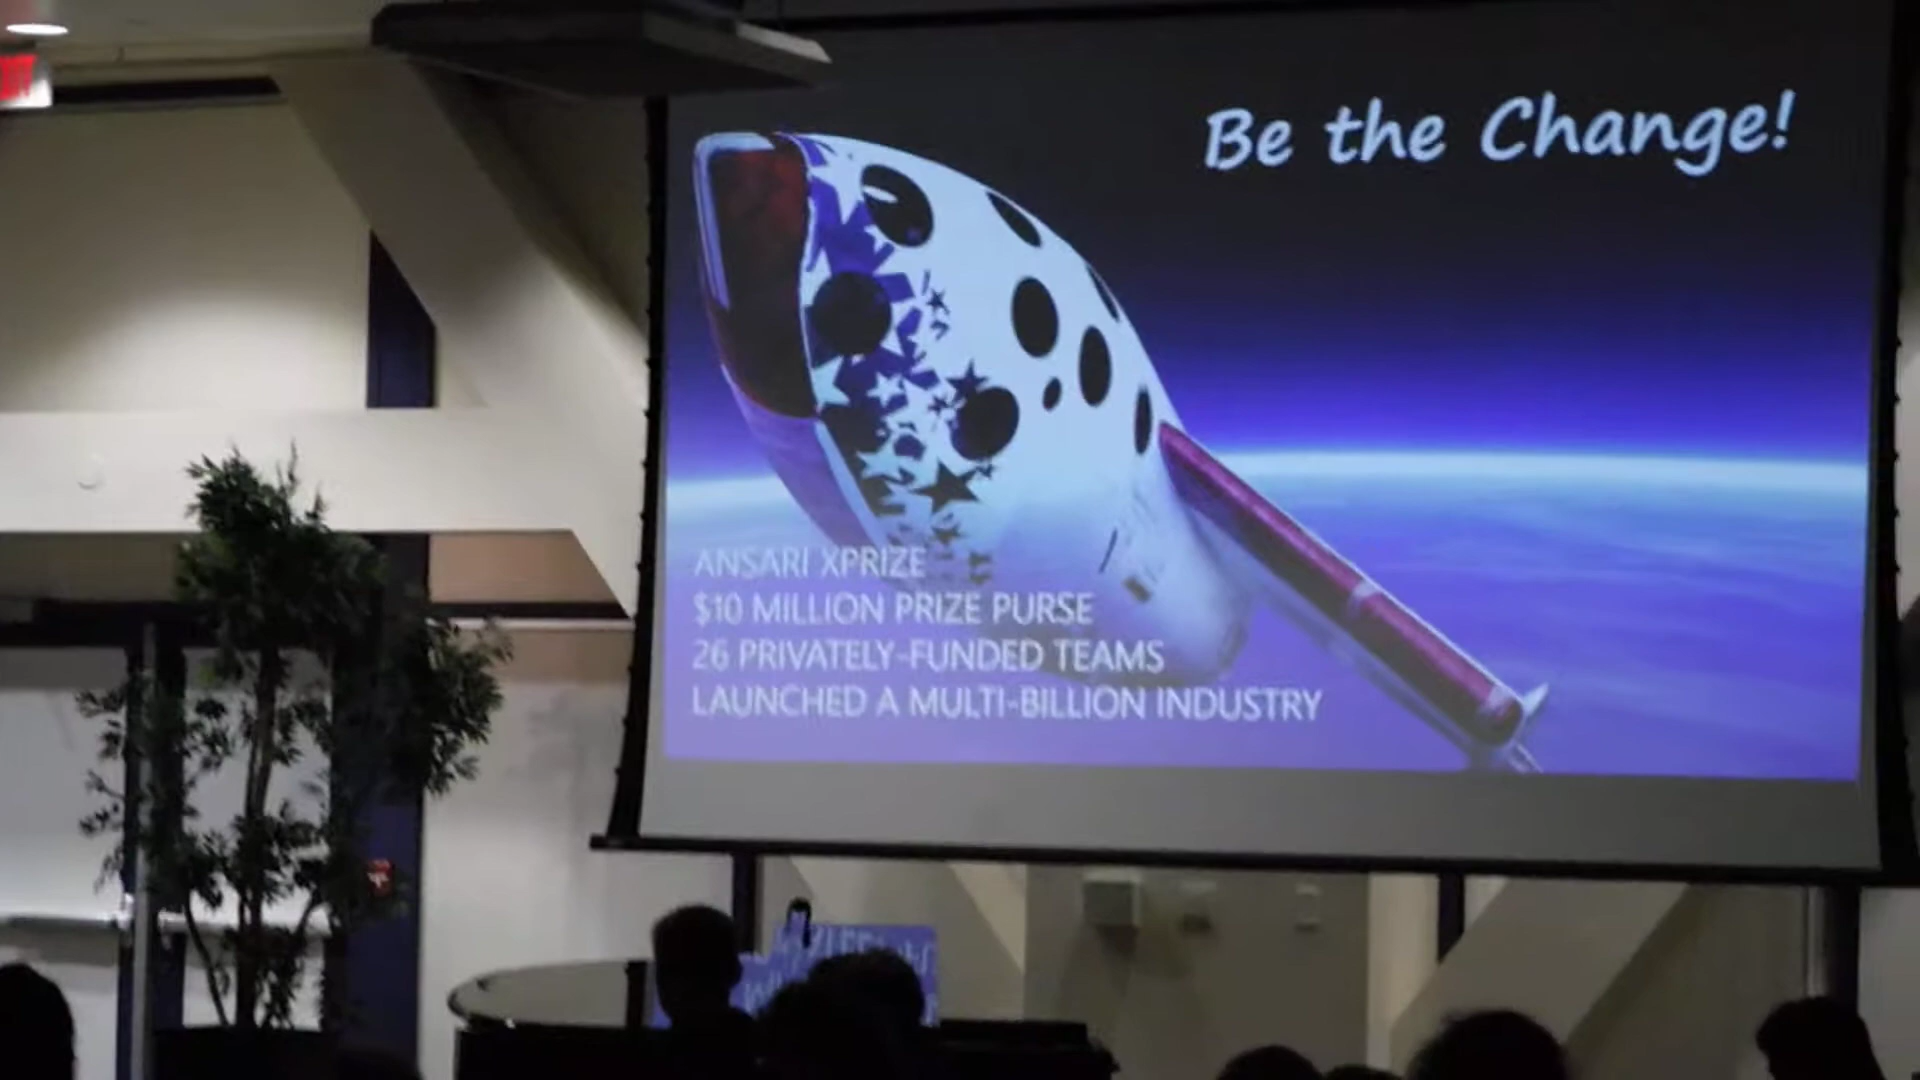 Be the Change!
ANSARI XPRIZE
$10 MILLION PRIZE PURSE
26 PRIVATELY-FUNDED TEAMS
LAUNCHED A MULTI-BILLION INDUSTRY